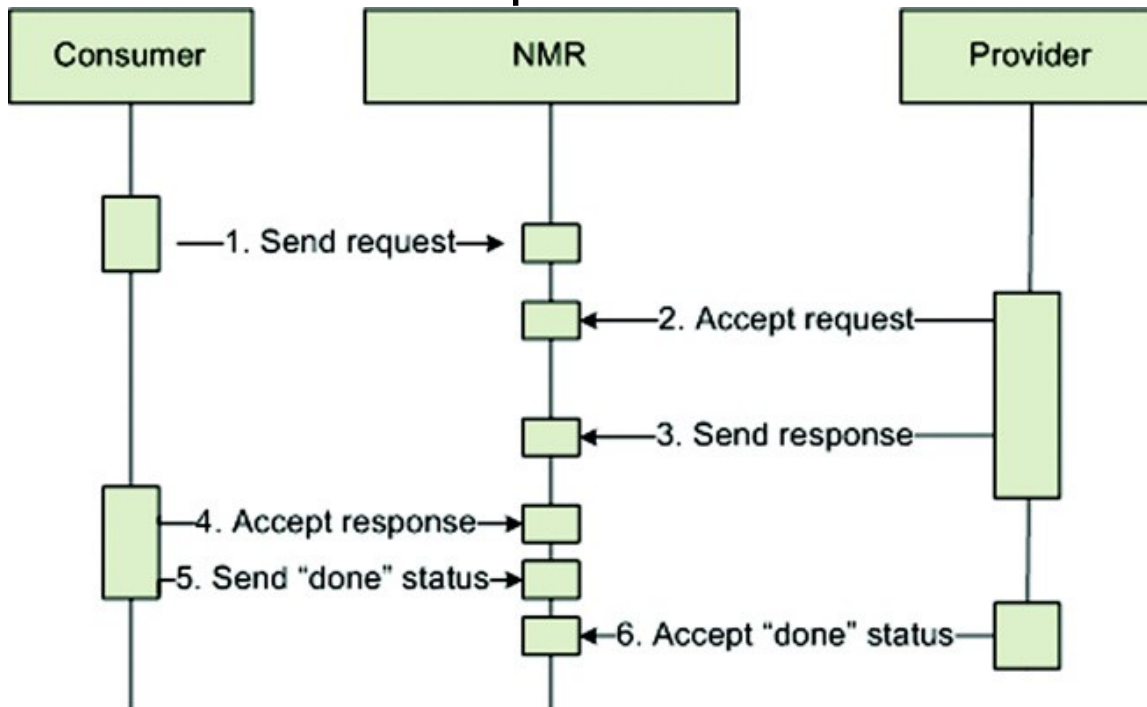 Consumer
NMR
Provider
1. Send request
2. Accept request
3. Send response
4. Accept response
5. Send “done” status
6. Accept “done” status